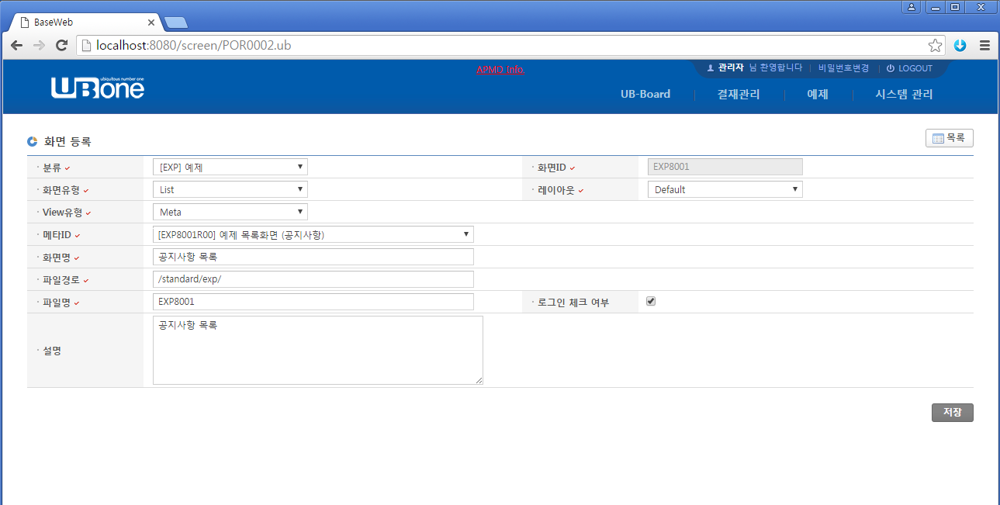 BaseWeb
localhost:8080/screen/POR0002.ub
APMD Info.
관리자 님 환영합니다 비밀번호변경 LOGOUT
ubiquitous number one
UBone
UB-Board 결재관리 예제 시스템 관리
화면 등록 목록
분류 [EXP] 예제 화면ID EXP8001
화면유형 List 레이아웃 Default
View유형 Meta
메타ID [EXP8001R00] 예제 목록화면 (공지사항)
화면명 공지사항 목록
파일경로 /standard/exp/
파일명 EXP8001 로그인 체크 여부
설명 공지사항 목록
저장